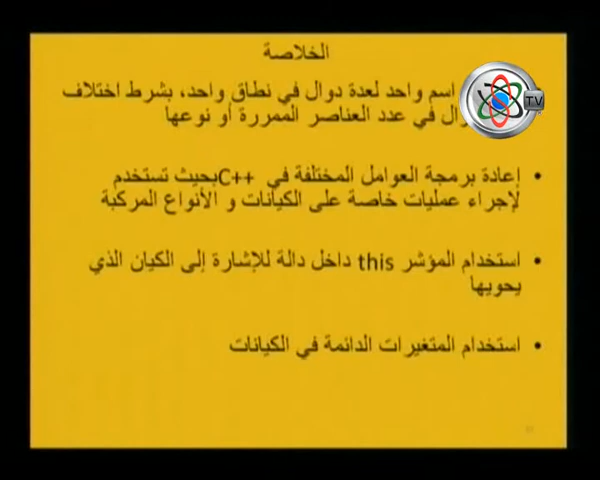 الخلاصة
اسم واحد لعدة دوال في نطاق واحد، بشرط اختلاف
في عدد العناصر الممررة أو نوعها
• إعادة برمجة العوامل المختلفة في C++ بحيث تستخدم
لإجراء عمليات خاصة على الكيانات و الأنواع المركبة
• استخدام المؤشر this داخل دالة للإشارة إلى الكيان الذي
يحويها
• استخدام المتغيرات الدائمة في الكيانات
TV